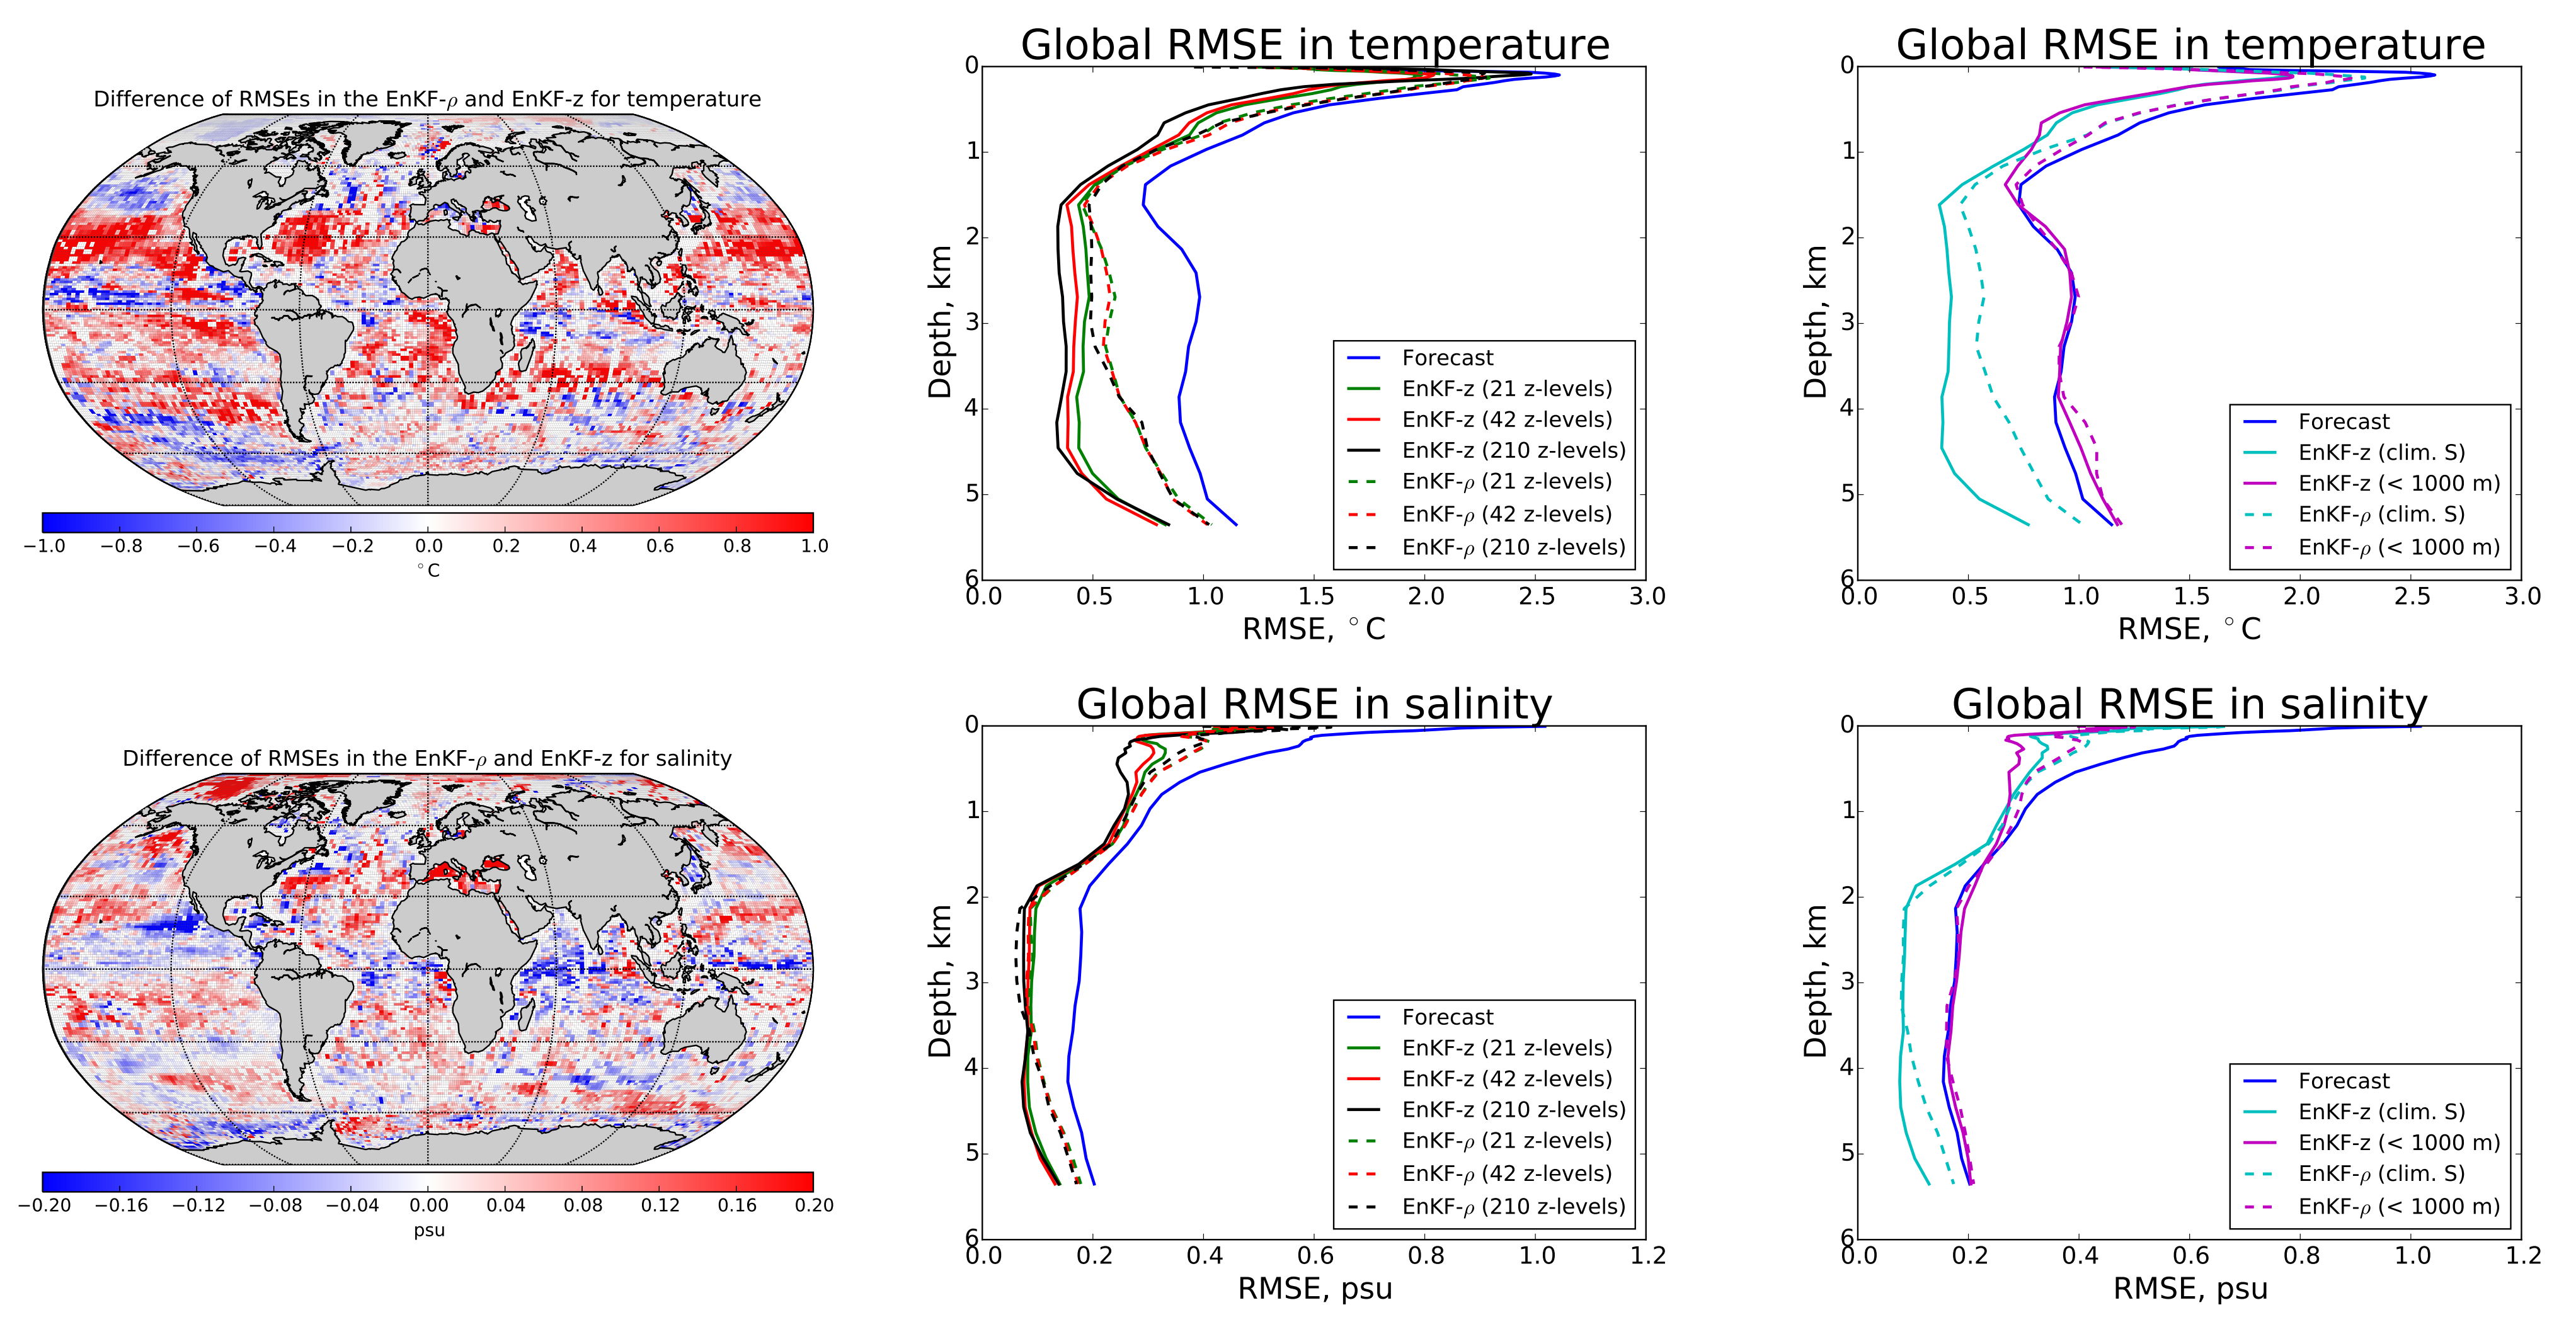 Difference of RMSEs in the EnKF-ρ and EnKF-z for temperature
−1.0 −0.8 −0.6 −0.4 −0.2 0.0 0.2 0.4 0.6 0.8 1.0
°C
Global RMSE in temperature
0
1
2
3
4
5
6
Depth, km
Forecast
EnKF-z (21 z-levels)
EnKF-z (42 z-levels)
EnKF-z (210 z-levels)
EnKF-ρ (21 z-levels)
EnKF-ρ (42 z-levels)
EnKF-ρ (210 z-levels)
0.0 0.5 1.0 1.5 2.0 2.5 3.0
RMSE, °C
Global RMSE in temperature
0
1
2
3
4
5
6
Depth, km
Forecast
EnKF-z (clim. S)
EnKF-z (< 1000 m)
EnKF-ρ (clim. S)
EnKF-ρ (< 1000 m)
0.0 0.5 1.0 1.5 2.0 2.5 3.0
RMSE, °C
Difference of RMSEs in the EnKF-ρ and EnKF-z for salinity
−0.20 −0.16 −0.12 −0.08 −0.04 0.00 0.04 0.08 0.12 0.16 0.20
psu
Global RMSE in salinity
0
1
2
3
4
5
6
Depth, km
Forecast
EnKF-z (21 z-levels)
EnKF-z (42 z-levels)
EnKF-z (210 z-levels)
EnKF-ρ (21 z-levels)
EnKF-ρ (42 z-levels)
EnKF-ρ (210 z-levels)
0.0 0.2 0.4 0.6 0.8 1.0 1.2
RMSE, psu
Global RMSE in salinity
0
1
2
3
4
5
6
Depth, km
Forecast
EnKF-z (clim. S)
EnKF-z (< 1000 m)
EnKF-ρ (clim. S)
EnKF-ρ (< 1000 m)
0.0 0.2 0.4 0.6 0.8 1.0 1.2
RMSE, psu